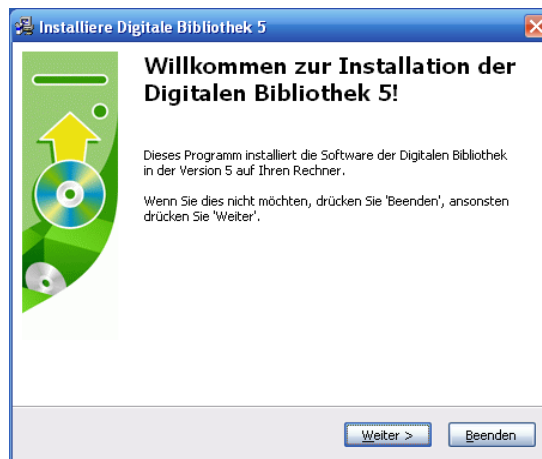 Installiere Digitale Bibliothek 5
Willkommen zur Installation der
Digitalen Bibliothek 5!
Dieses Programm installiert die Software der Digitalen Bibliothek
in der Version 5 auf Ihren Rechner.
Wenn Sie dies nicht möchten, drücken Sie 'Beenden', ansonsten
drücken Sie 'Weiter'.
Weiter >
Beenden